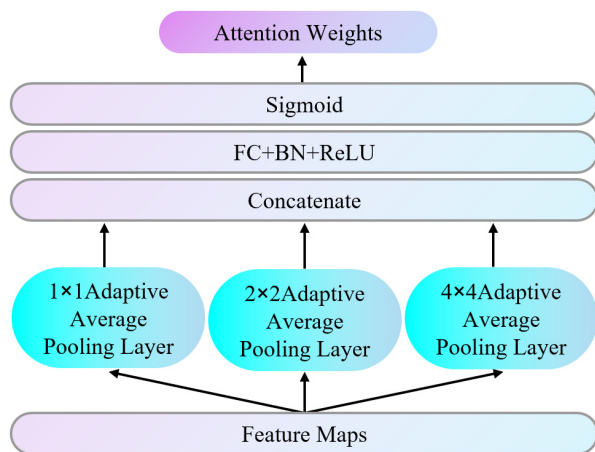 Attention Weights
Sigmoid
FC+BN+ReLU
Concatenate
1×1Adaptive
Average
Pooling Layer
2×2Adaptive
Average
Pooling Layer
4×4Adaptive
Average
Pooling Layer
Feature Maps